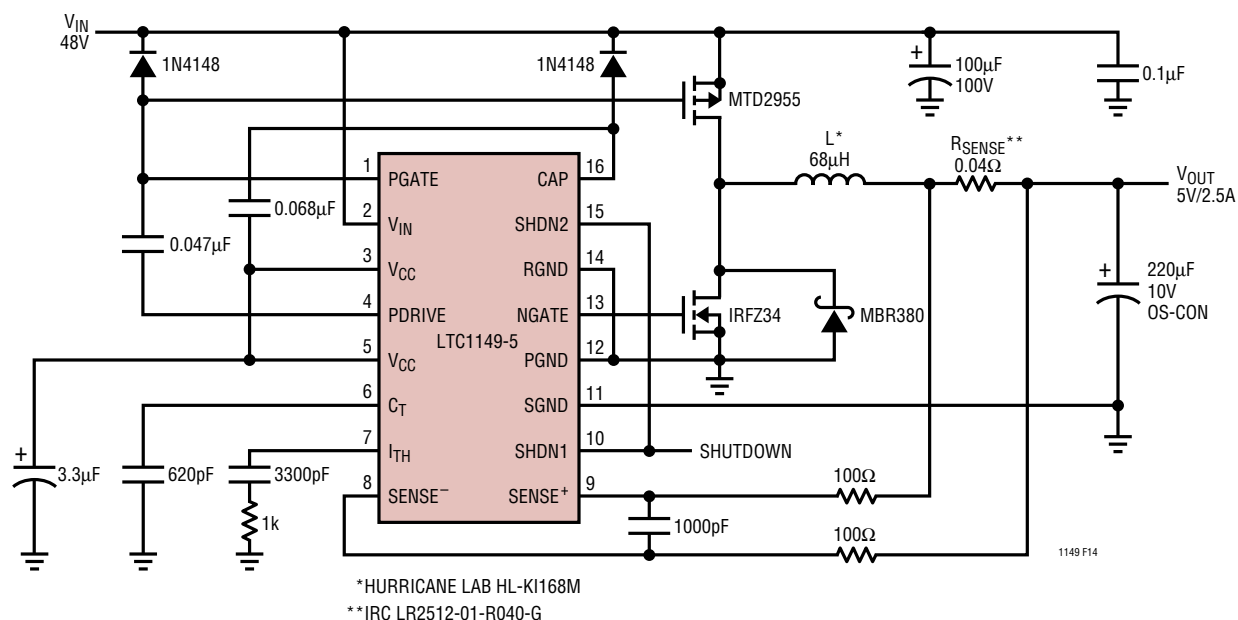 VIN
48V
1N4148
1N4148
MTD2955
100µF
100V
0.1µF
L*
68µH
RSENSE**
0.04Ω
VOUT
5V/2.5A
0.068µF
0.047µF
1 PGATE CAP 16
2 VIN SHDN2 15
3 VCC RGND 14
4 PDRIVE NGATE 13
LTC1149-5
5 VCC PGND 12
6 CT SGND 11
7 ITH SHDN1 10
8 SENSE− SENSE+ 9
IRFZ34
MBR380
+
220µF
10V
OS-CON
+
SHUTDOWN
+
3.3µF
620pF
3300pF
1k
1000pF
100Ω
100Ω
1149 F14
*HURRICANE LAB HL-KI168M
**IRC LR2512-01-R040-G